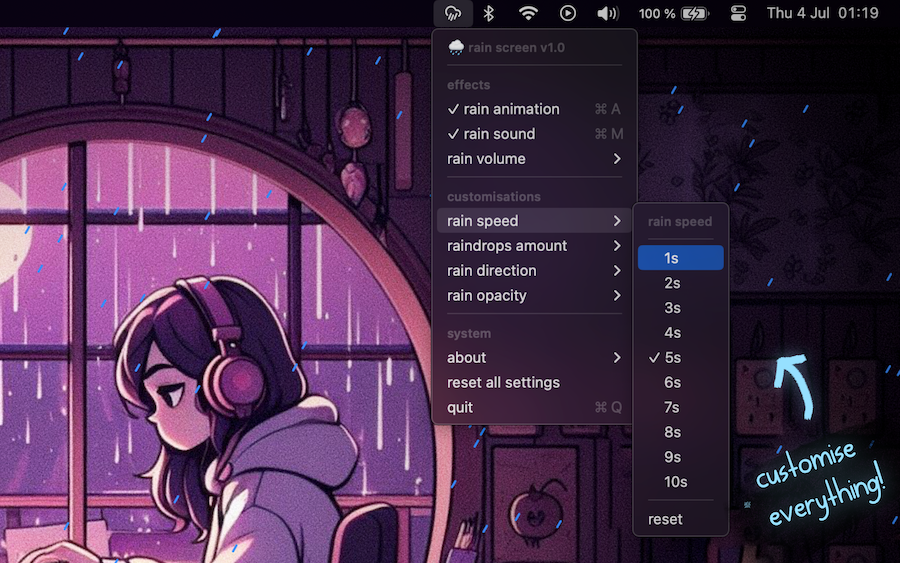 100 %
Thu 4 Jul 01:19
rain screen v1.0
effects
✓ rain animation ⌘ A
✓ rain sound ⌘ M
rain volume >
customisations
rain speed >
raindrops amount >
rain direction >
rain opacity >
system
about >
reset all settings
quit ⌘ Q
rain speed
1s
2s
3s
4s
✓ 5s
6s
7s
8s
9s
10s
reset
customise
everything!